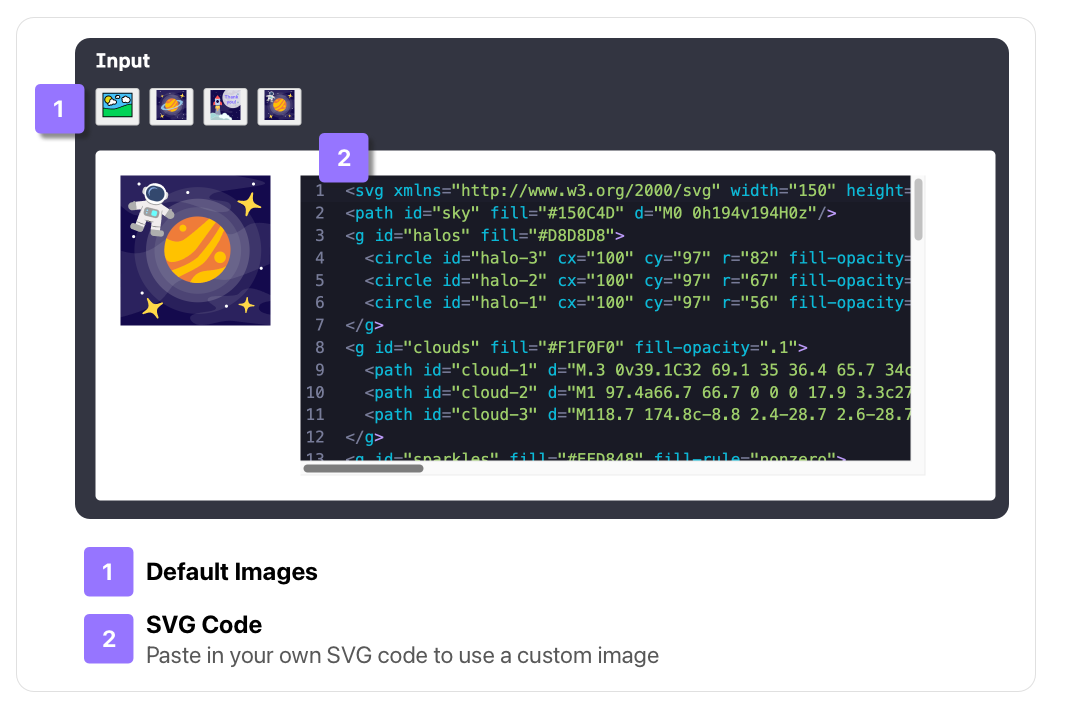 Input
1
2
1 <svg xmlns="http://www.w3.org/2000/svg" width="150" height=
2 <path id="sky" fill="#150C4D" d="M0 0h194v194H0z"/>
3 <g id="halos" fill="#D8D8D8">
4 <circle id="halo-3" cx="100" cy="97" r="82" fill-opacity=
5 <circle id="halo-2" cx="100" cy="97" r="67" fill-opacity=
6 <circle id="halo-1" cx="100" cy="97" r="56" fill-opacity=
7 </g>
8 <g id="clouds" fill="#F1F0F0" fill-opacity=".1">
9 <path id="cloud-1" d="M.3 0v39.1C32 69.1 35 36.4 65.7 34c
10 <path id="cloud-2" d="M1 97.4a66.7 66.7 0 0 0 17.9 3.3c27
11 <path id="cloud-3" d="M118.7 174.8c-8.8 2.4-28.7 2.6-28.7
12 </g>
13 <g id="sparkles" fill="#FFD848" fill-rule="nonzero">
1 Default Images
2 SVG Code
Paste in your own SVG code to use a custom image